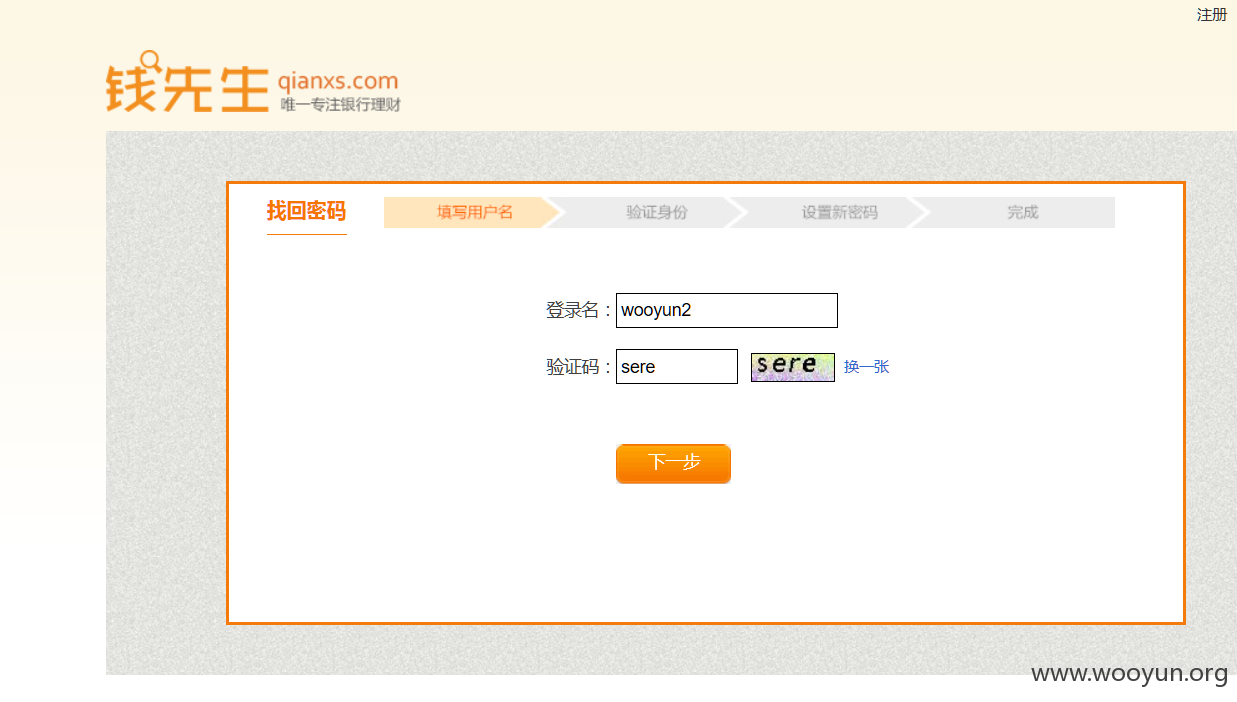 注册
钱先生 qianxs.com
唯一专注银行理财
找回密码 填写用户名 验证身份 设置新密码 完成
登录名：wooyun2
验证码：sere sere 换一张
下一步
www.wooyun.org